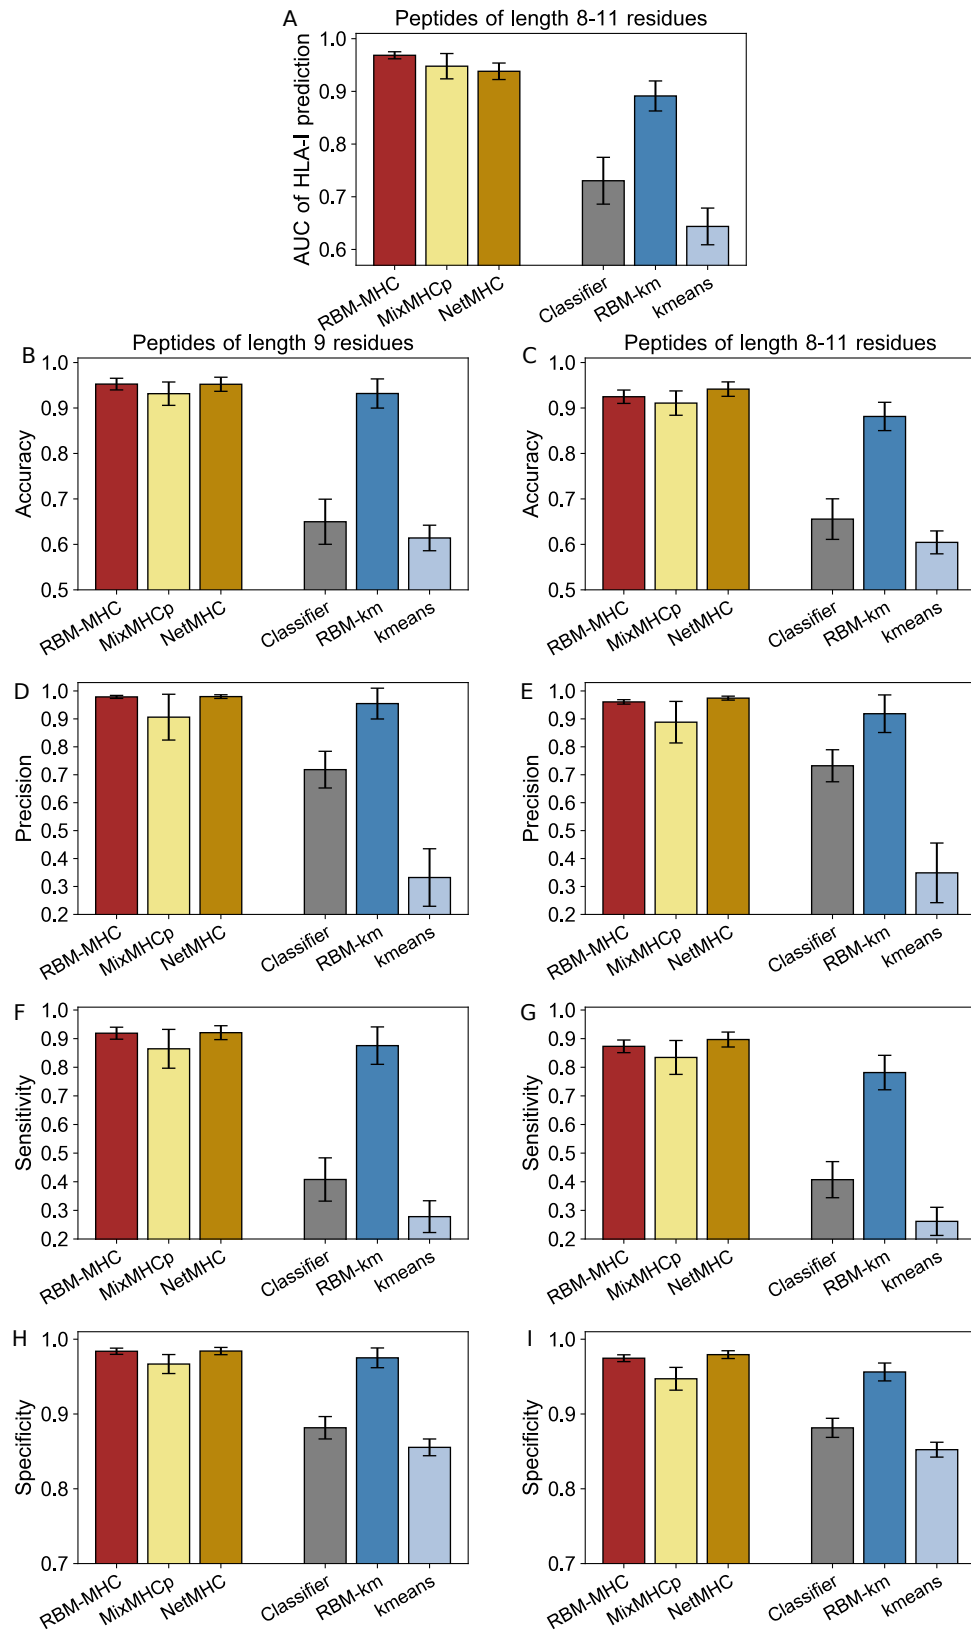 A Peptides of length 8-11 residues
AUC of HLA-I prediction
1.0
0.9
0.8
0.7
0.6
RBM-MHC MixMHCp NetMHC Classifier RBM-km kmeans
B Peptides of length 9 residues
Accuracy
1.0
0.9
0.8
0.7
0.6
0.5
RBM-MHC MixMHCp NetMHC Classifier RBM-km kmeans
C Peptides of length 8-11 residues
Accuracy
1.0
0.9
0.8
0.7
0.6
0.5
RBM-MHC MixMHCp NetMHC Classifier RBM-km kmeans
D
Precision
1.0
0.9
0.8
0.7
0.6
0.5
0.4
0.3
0.2
RBM-MHC MixMHCp NetMHC Classifier RBM-km kmeans
E
Precision
1.0
0.9
0.8
0.7
0.6
0.5
0.4
0.3
0.2
RBM-MHC MixMHCp NetMHC Classifier RBM-km kmeans
F
Sensitivity
1.0
0.9
0.8
0.7
0.6
0.5
0.4
0.3
0.2
RBM-MHC MixMHCp NetMHC Classifier RBM-km kmeans
G
Sensitivity
1.0
0.9
0.8
0.7
0.6
0.5
0.4
0.3
0.2
RBM-MHC MixMHCp NetMHC Classifier RBM-km kmeans
H
Specificity
1.0
0.9
0.8
0.7
RBM-MHC MixMHCp NetMHC Classifier RBM-km kmeans
I
Specificity
1.0
0.9
0.8
0.7
RBM-MHC MixMHCp NetMHC Classifier RBM-km kmeans